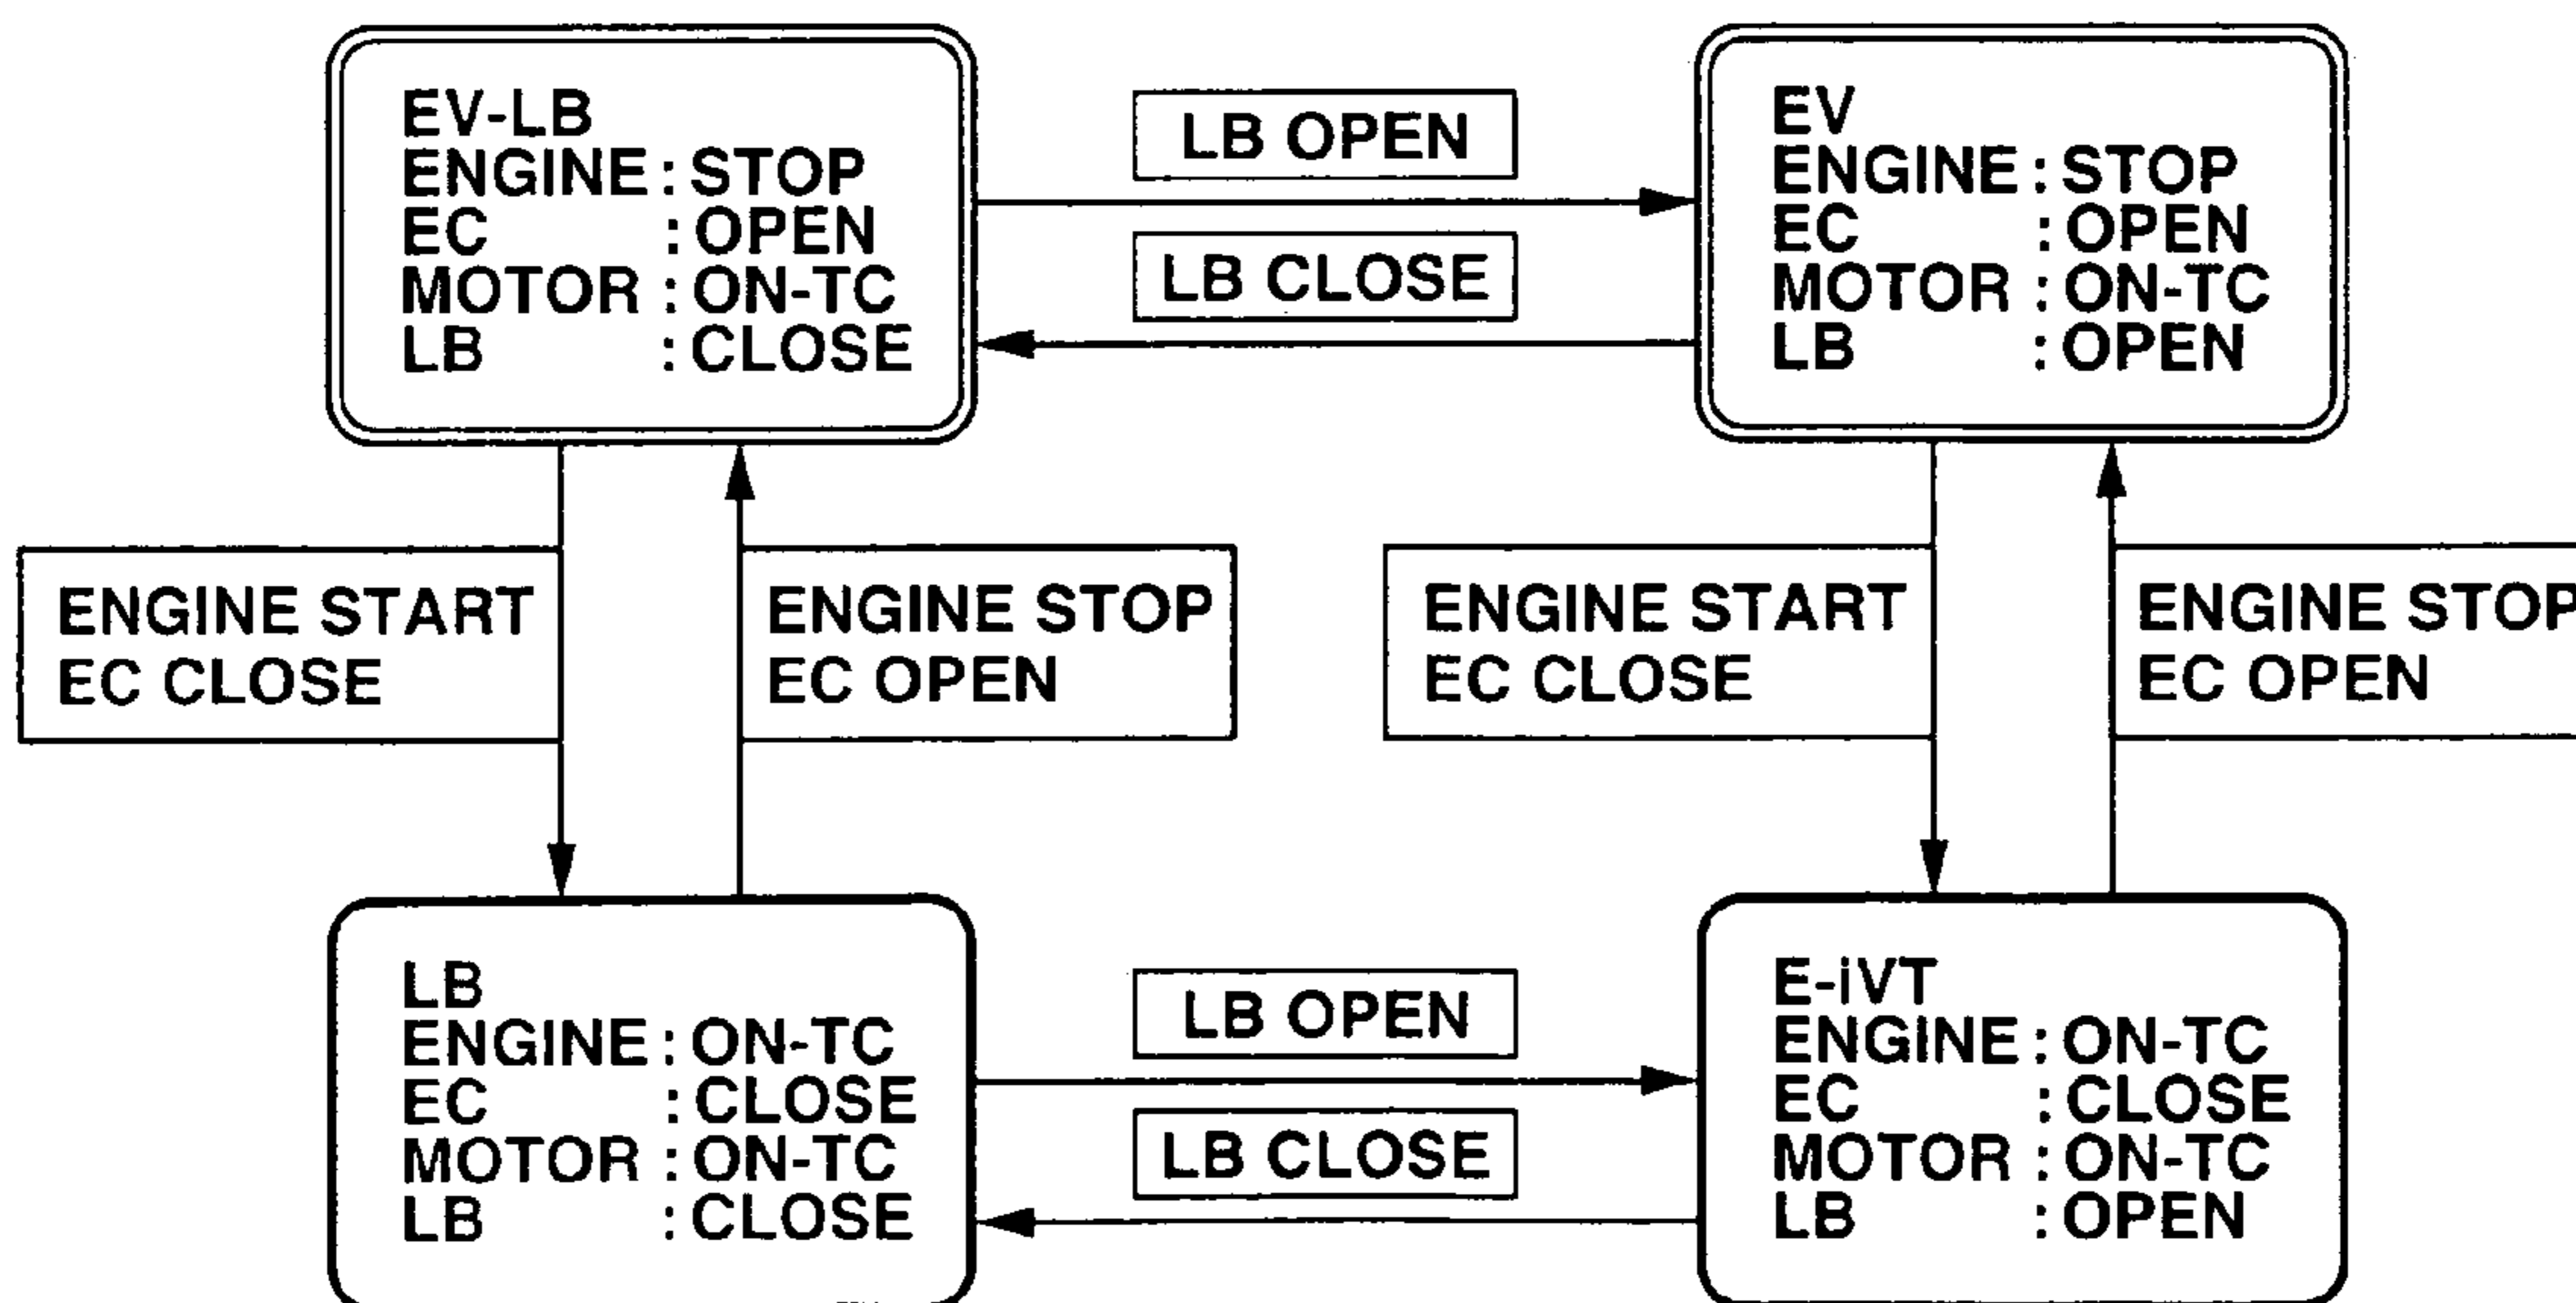 EV-LB
ENGINE : STOP
EC : OPEN
MOTOR : ON-TC
LB : CLOSE
LB OPEN
LB CLOSE
EV
ENGINE : STOP
EC : OPEN
MOTOR : ON-TC
LB : OPEN
ENGINE START
EC CLOSE
ENGINE STOP
EC OPEN
ENGINE START
EC CLOSE
ENGINE STOP
EC OPEN
LB
ENGINE : ON-TC
EC : CLOSE
MOTOR : ON-TC
LB : CLOSE
LB OPEN
LB CLOSE
E-iVT
ENGINE : ON-TC
EC : CLOSE
MOTOR : ON-TC
LB : OPEN